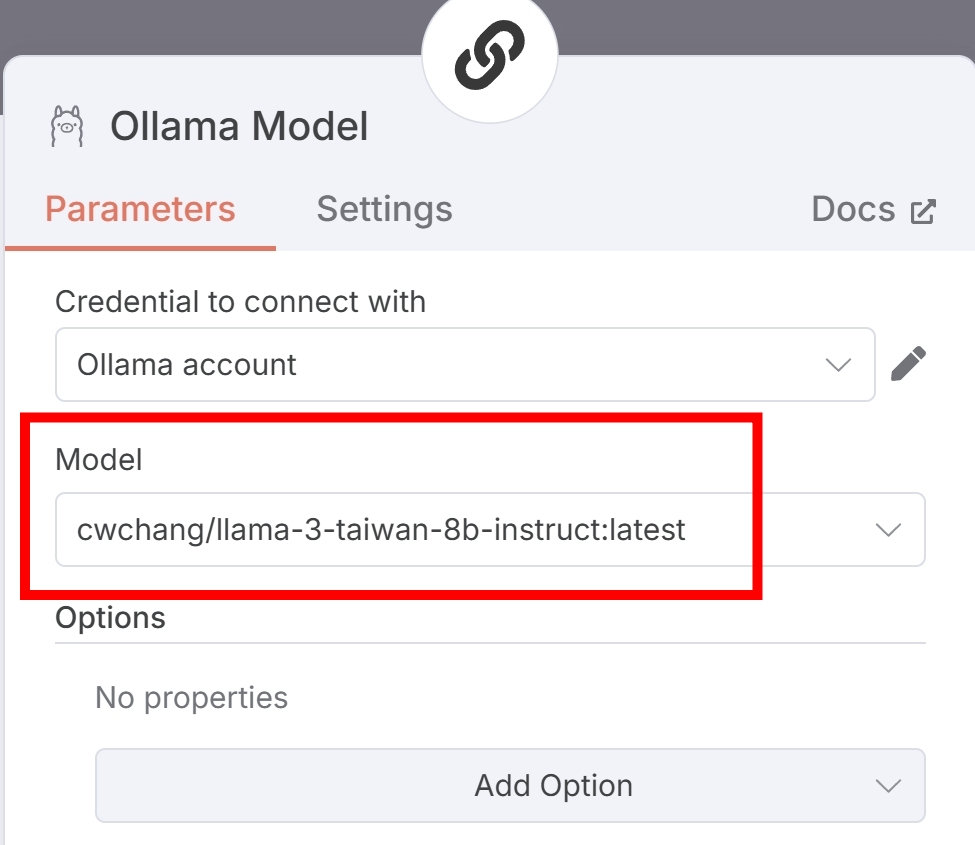 Ollama Model
Parameters Settings Docs
Credential to connect with
Ollama account
Model
cwchang/llama-3-taiwan-8b-instruct:latest
Options
No properties
Add Option